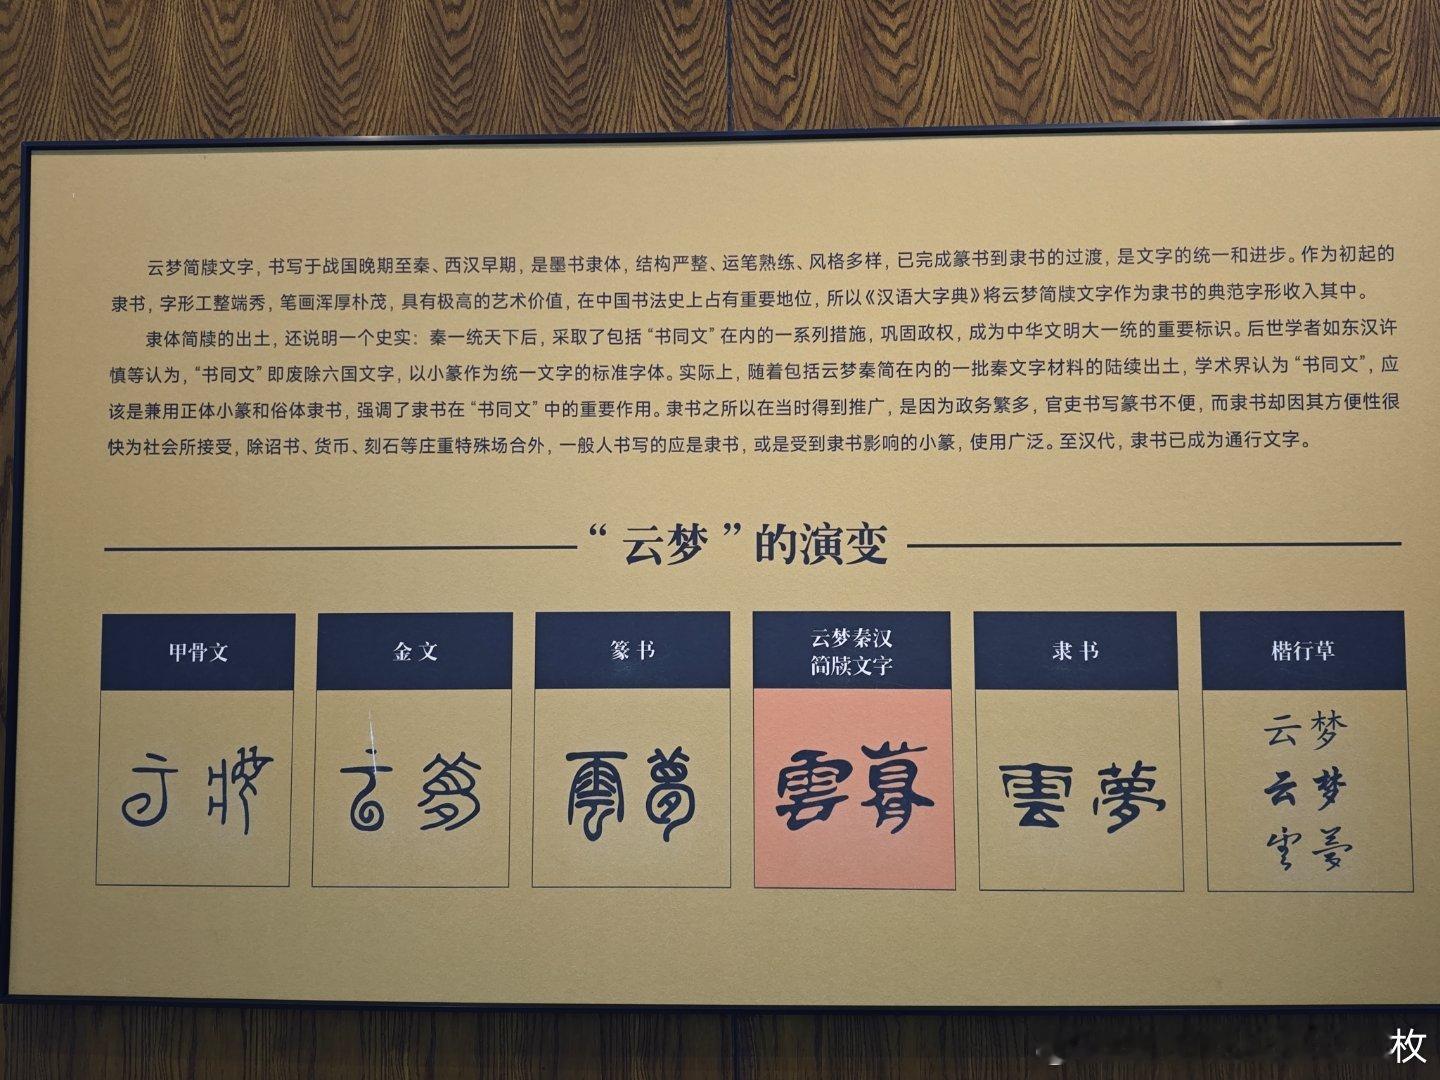 云梦简牍文字，书写于战国晚期至秦、西汉早期，是墨书隶体，结构严整、运笔熟练、风格多样，已完成篆书到隶书的过渡，是文字的统一和进步。作为初起的
隶书，字形工整端秀，笔画浑厚朴茂，具有极高的艺术价值，在中国书法史上占有重要地位，所以《汉语大字典》将云梦简牍文字作为隶书的典范字形收入其中。
隶体简牍的出土，还说明一个史实：秦一统天下后，采取了包括“书同文”在内的一系列措施，巩固政权，成为中华文明大一统的重要标识。后世学者如东汉许
慎等认为，“书同文”即废除六国文字，以小篆作为统一文字的标准字体。实际上，随着包括云梦秦简在内的一批秦文字材料的陆续出土，学术界认为“书同文”，应
该是兼用正体小篆和俗体隶书，强调了隶书在“书同文”中的重要作用。隶书之所以在当时得到推广，是因为政务繁多，官吏书写篆书不便，而隶书却因其方便性很
快为社会所接受，除诏书、货币、刻石等庄重特殊场合外，一般人书写的应是隶书，或是受到隶书影响的小篆，使用广泛。至汉代，隶书已成为通行文字。
“云梦”的演变
甲骨文
金文
篆书
云梦秦汉
简牍文字
隶书
楷行草
雲夢
雲夢
云梦
云梦
雲夢
枚